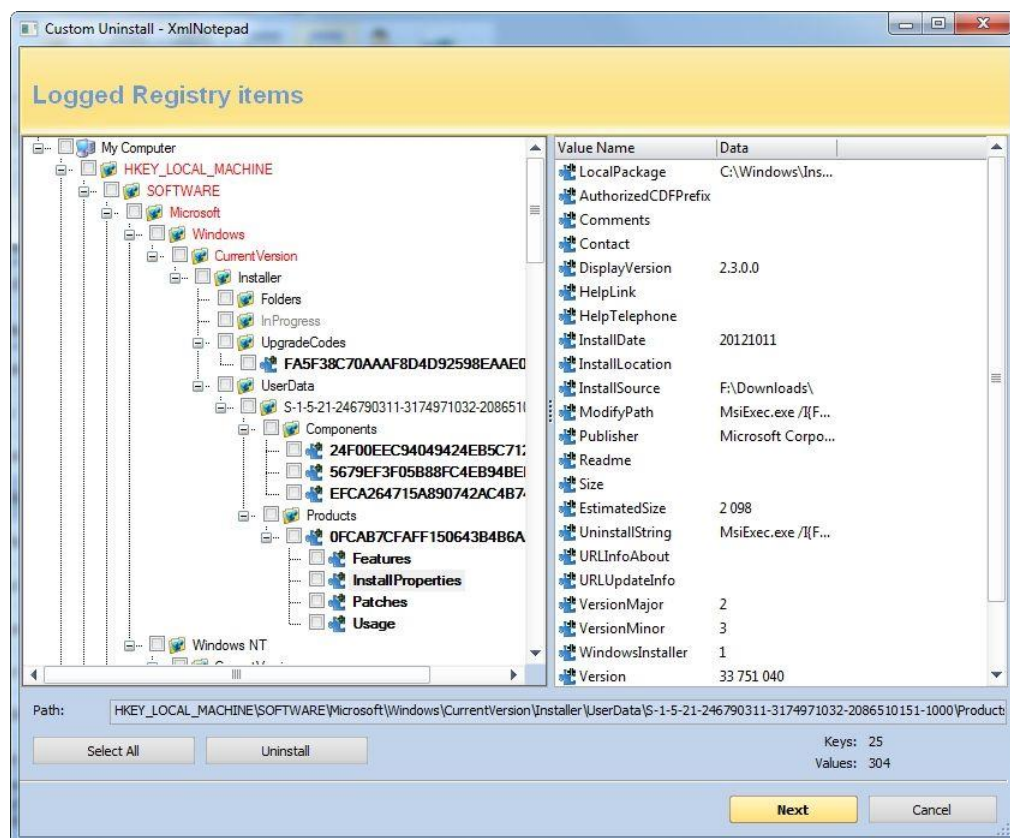 Custom Uninstall - XmlNotepad
Logged Registry items
My Computer
HKEY_LOCAL_MACHINE
SOFTWARE
Microsoft
Windows
CurrentVersion
Installer
Folders
InProgress
UpgradeCodes
FA5F38C70AAAF8D4D92598EAAE0
UserData
S-1-5-21-246790311-3174971032-2086510
Components
24F00EEC94049424EB5C712
5679EF3F05B88FC4EB94BE
EFCA264715A890742AC4B74
Products
0FCAB7CFAFF150643B4B6A
Features
InstallProperties
Patches
Usage
Windows NT
Value Name Data
LocalPackage C:\Windows\Ins...
AuthorizedCDFPrefix
Comments
Contact
DisplayVersion 2.3.0.0
HelpLink
HelpTelephone
InstallDate 20121011
InstallLocation
InstallSource F:\Downloads\
ModifyPath MsiExec.exe /I{F...
Publisher Microsoft Corpo...
Readme
Size
EstimatedSize 2 098
UninstallString MsiExec.exe /I{F...
URLInfoAbout
URLUpdateInfo
VersionMajor 2
VersionMinor 3
WindowsInstaller 1
Version 33 751 040
Path: HKEY_LOCAL_MACHINE\SOFTWARE\Microsoft\Windows\CurrentVersion\Installer\UserData\S-1-5-21-246790311-3174971032-2086510151-1000\Product
Select All
Uninstall
Keys: 25
Values: 304
Next
Cancel